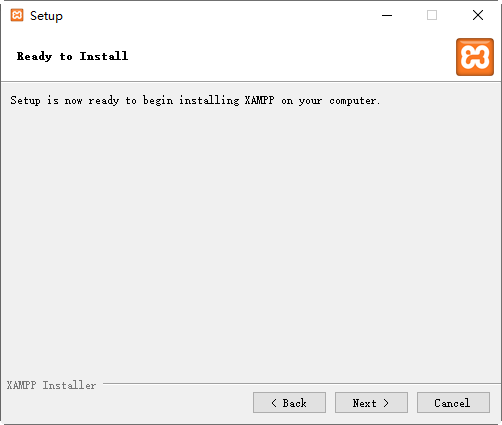 Setup
Ready to Install
Setup is now ready to begin installing XAMPP on your computer.
XAMPP Installer
< Back
Next >
Cancel